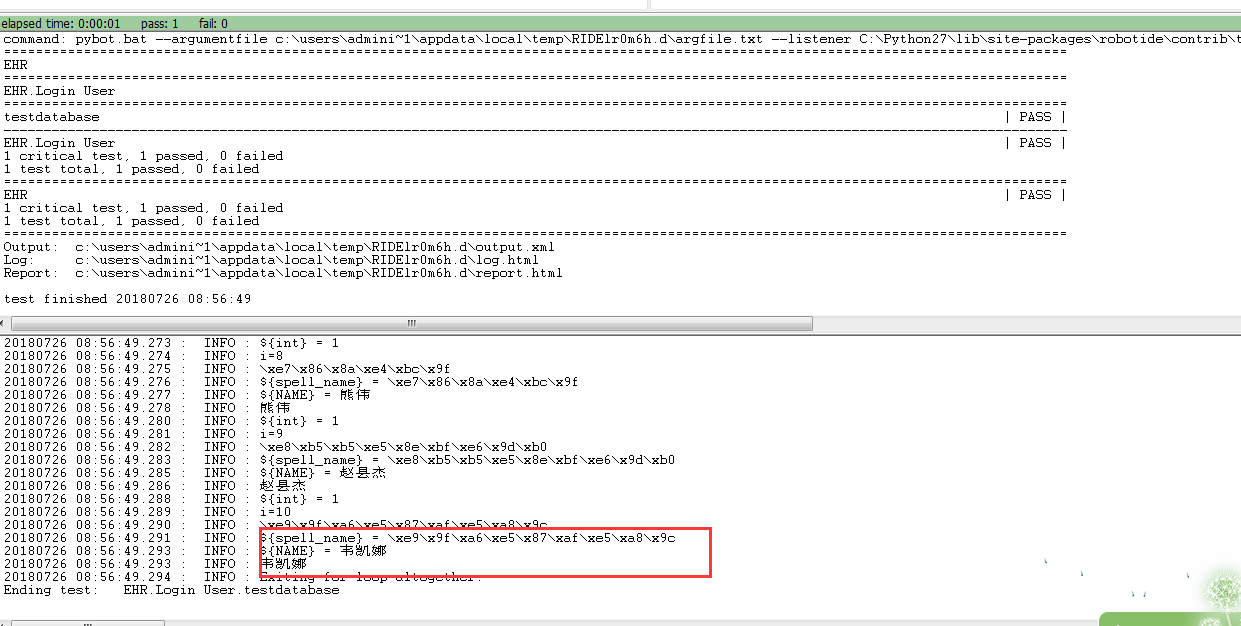 elapsed time: 0:00:01 pass: 1 fail: 0
command: pybot.bat --argumentfile c:\users\admini~1\appdata\local\temp\RIDElr0m6h.d\argfile.txt --listener C:\Python27\lib\site-packages\robotide\contrib\t
==============================================================================
EHR
==============================================================================
EHR.Login User
==============================================================================
testdatabase | PASS |
------------------------------------------------------------------------------
EHR.Login User | PASS |
1 critical test, 1 passed, 0 failed
1 test total, 1 passed, 0 failed
==============================================================================
EHR | PASS |
1 critical test, 1 passed, 0 failed
1 test total, 1 passed, 0 failed
==============================================================================
Output: c:\users\admini~1\appdata\local\temp\RIDElr0m6h.d\output.xml
Log: c:\users\admini~1\appdata\local\temp\RIDElr0m6h.d\log.html
Report: c:\users\admini~1\appdata\local\temp\RIDElr0m6h.d\report.html
test finished 20180726 08:56:49
20180726 08:56:49.273 : INFO : ${int} = 1
20180726 08:56:49.274 : INFO : i=8
20180726 08:56:49.275 : INFO : \xe7\x86\x8a\xe4\xbc\x9f
20180726 08:56:49.276 : INFO : ${spell_name} = \xe7\x86\x8a\xe4\xbc\x9f
20180726 08:56:49.277 : INFO : ${NAME} = 熊伟
20180726 08:56:49.278 : INFO : 熊伟
20180726 08:56:49.280 : INFO : ${int} = 1
20180726 08:56:49.281 : INFO : i=9
20180726 08:56:49.282 : INFO : \xe8\xb5\xb5\xe5\x8e\xbf\xe6\x9d\xb0
20180726 08:56:49.283 : INFO : ${spell_name} = \xe8\xb5\xb5\xe5\x8e\xbf\xe6\x9d\xb0
20180726 08:56:49.285 : INFO : ${NAME} = 赵县杰
20180726 08:56:49.286 : INFO : 赵县杰
20180726 08:56:49.288 : INFO : ${int} = 1
20180726 08:56:49.289 : INFO : i=10
20180726 08:56:49.290 : INFO : \xe9\x9f\xa6\xe5\x87\xaf\xe5\xa8\x9c
20180726 08:56:49.291 : INFO : ${spell_name} = \xe9\x9f\xa6\xe5\x87\xaf\xe5\xa8\x9c
20180726 08:56:49.293 : INFO : ${NAME} = 韦凯娜
20180726 08:56:49.293 : INFO : 韦凯娜
20180726 08:56:49.294 : INFO : Exiting for loop altogether.
Ending test: EHR.Login User.testdatabase